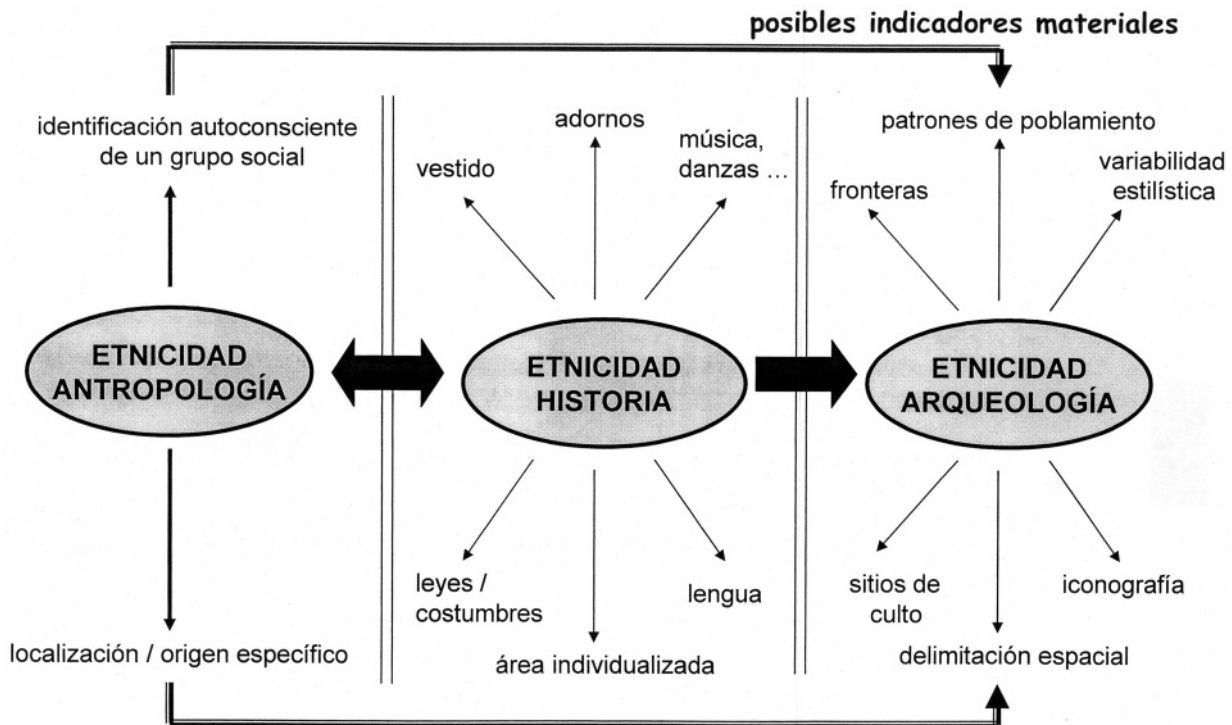 posibles indicadores materiales
identificación autoconsciente
de un grupo social
ETNICIDAD
ANTROPOLOGÍA
localización / origen específico
vestido
adornos
música,
danzas ...
ETNICIDAD
HISTORIA
leyes /
costumbres
área individualizada
lengua
patrones de poblamiento
fronteras
variabilidad
estilística
ETNICIDAD
ARQUEOLOGÍA
sitios de
culto
iconografía
delimitación espacial